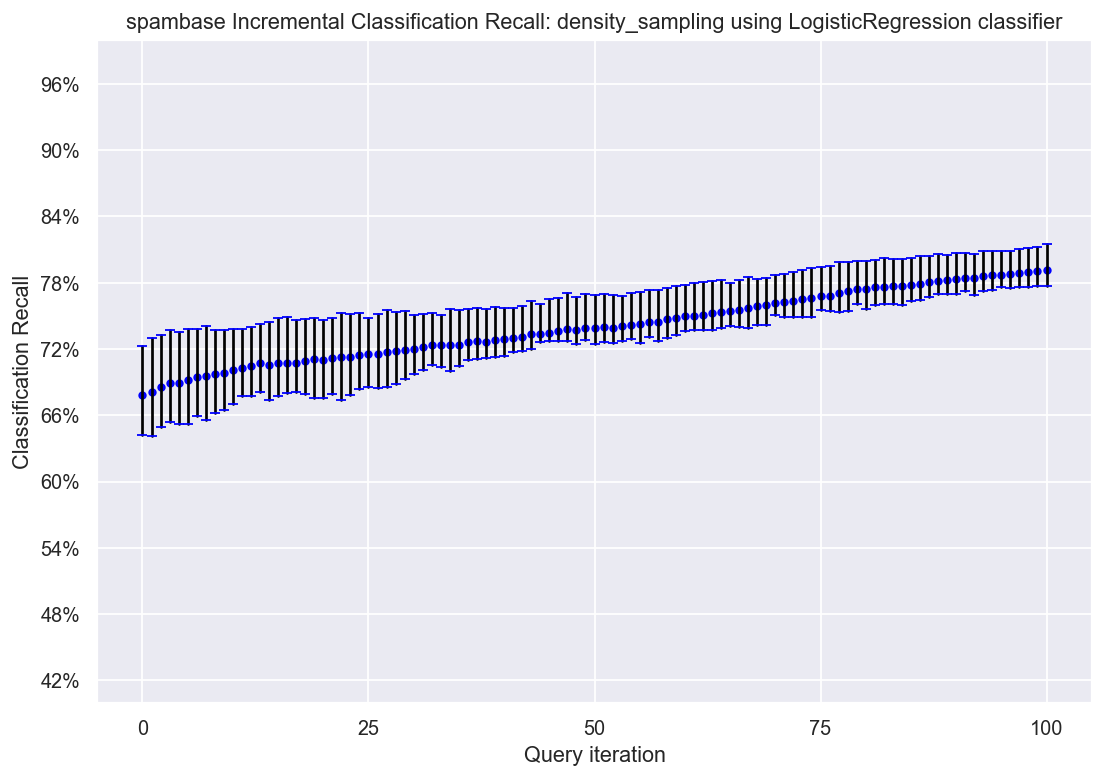 spambase Incremental Classification Recall: density_sampling using LogisticRegression classifier
96%
90%
84%
78%
72%
66%
60%
54%
48%
42%
Classification Recall
0 25 50 75 100
Query iteration